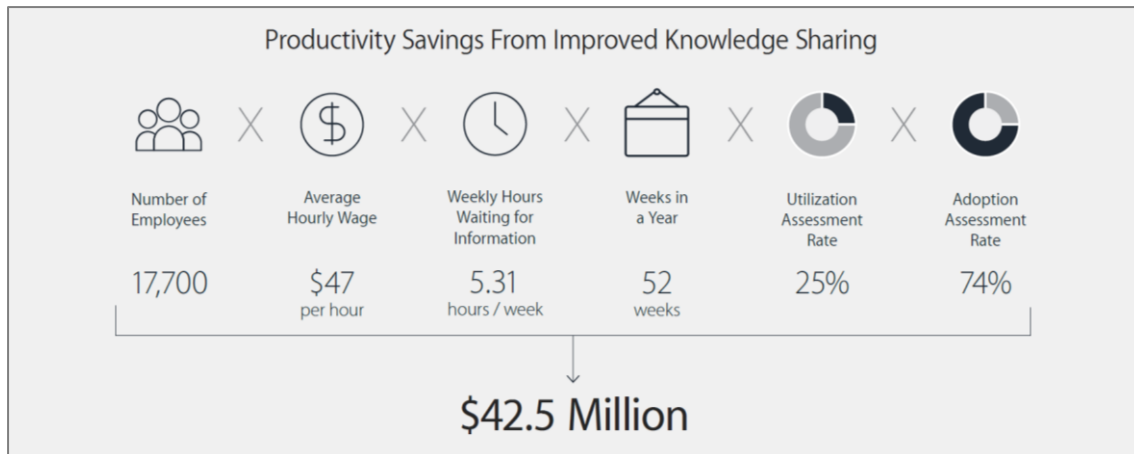 Productivity Savings From Improved Knowledge Sharing
X X X X X
$
Number of
Employees
Average
Hourly Wage
Weekly Hours
Waiting for
Information
Weeks in
a Year
Utilization
Assessment
Rate
Adoption
Assessment
Rate
17,700
$47
per hour
5.31
hours / week
52
weeks
25%
74%
$42.5 Million